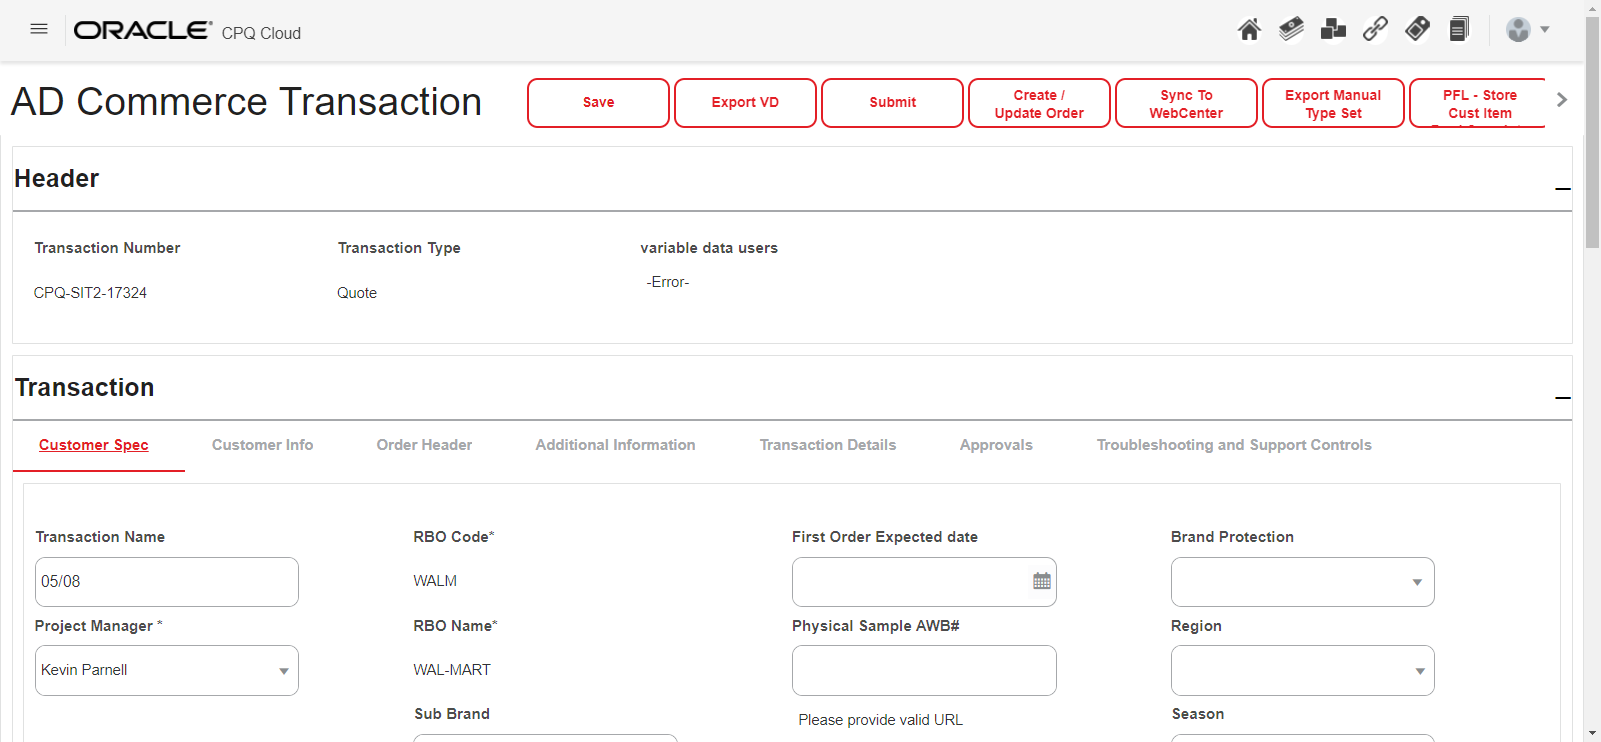 ORACLE CPQ Cloud
AD Commerce Transaction
Save
Export VD
Submit
Create /
Update Order
Sync To
WebCenter
Export Manual
Type Set
PFL - Store
Cust Item
Header
Transaction Number
Transaction Type
variable data users
CPQ-SIT2-17324
Quote
-Error-
Transaction
Customer Spec
Customer Info
Order Header
Additional Information
Transaction Details
Approvals
Troubleshooting and Support Controls
Transaction Name
RBO Code*
First Order Expected date
Brand Protection
05/08
WALM
Project Manager *
RBO Name*
Physical Sample AWB#
Region
Kevin Parnell
WAL-MART
Sub Brand
Please provide valid URL
Season